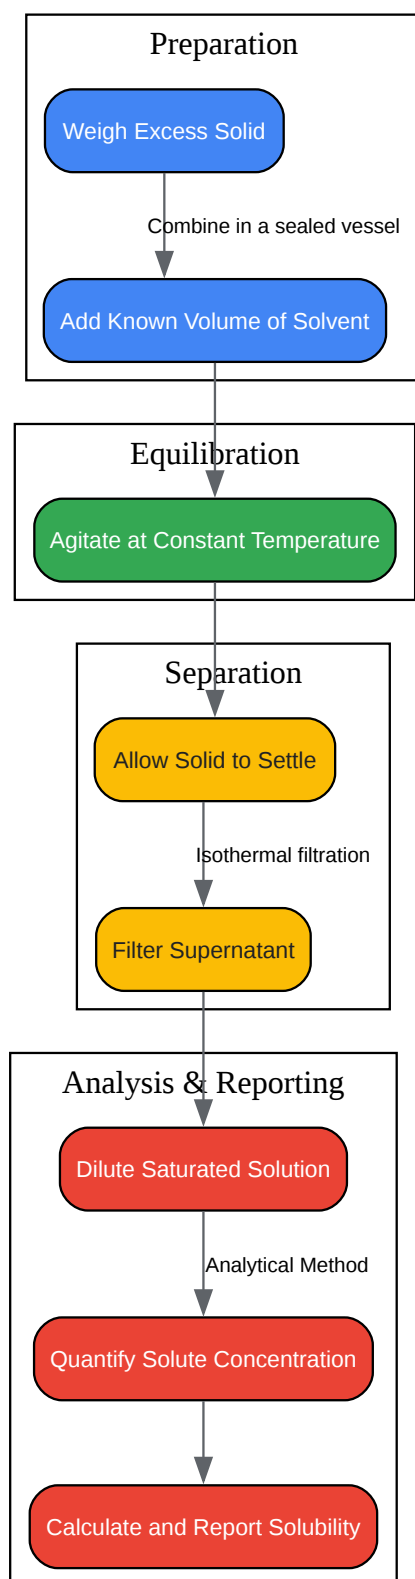 Preparation
Weigh Excess Solid
Combine in a sealed vessel
Add Known Volume of Solvent
Equilibration
Agitate at Constant Temperature
Separation
Allow Solid to Settle
Isothermal filtration
Filter Supernatant
Analysis & Reporting
Dilute Saturated Solution
Analytical Method
Quantify Solute Concentration
Calculate and Report Solubility